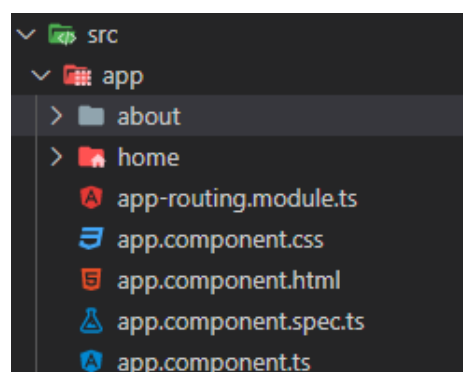 src
app
about
home
app-routing.module.ts
app.component.css
app.component.html
app.component.spec.ts
app.component.ts